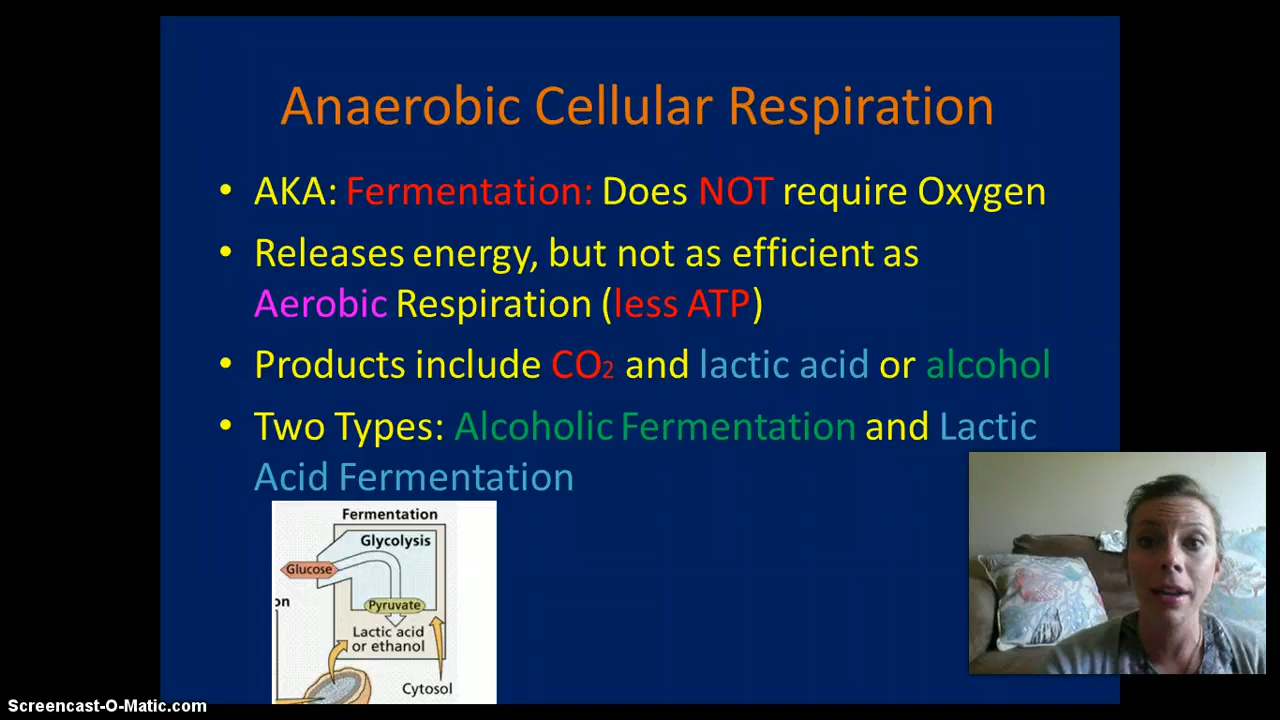 Anaerobic Cellular Respiration
• AKA: Fermentation: Does NOT require Oxygen
• Releases energy, but not as efficient as
Aerobic Respiration (less ATP)
• Products include CO₂ and lactic acid or alcohol
• Two Types: Alcoholic Fermentation and Lactic
Acid Fermentation
Fermentation
Glycolysis
Glucose
on
Pyruvate
Lactic acid
or ethanol
Cytosol
Screencast-O-Matic.com